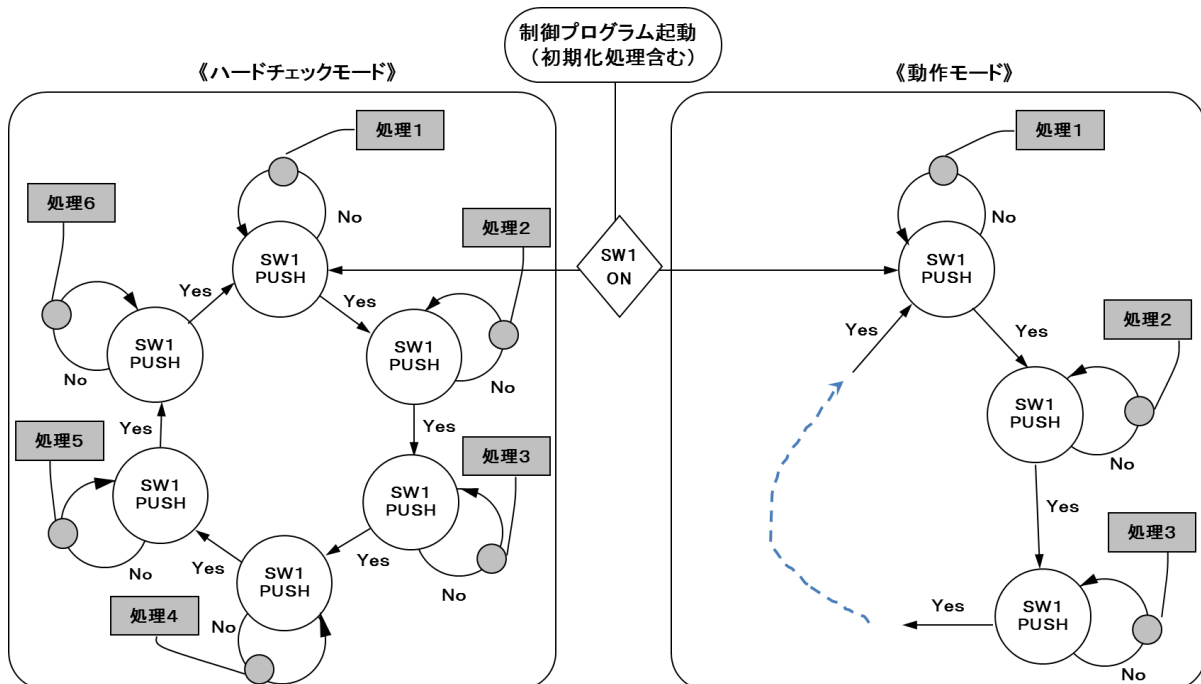 制御プログラム起動
（初期化処理含む）
《ハードチェックモード》
《動作モード》
処理1
No
SW1
PUSH
Yes
処理2
No
SW1
PUSH
Yes
処理3
No
SW1
PUSH
Yes
処理4
No
SW1
PUSH
Yes
処理5
No
SW1
PUSH
Yes
処理6
No
SW1
PUSH
Yes
SW1
ON
処理1
No
SW1
PUSH
Yes
処理2
No
SW1
PUSH
Yes
処理3
No
SW1
PUSH
Yes
Yes